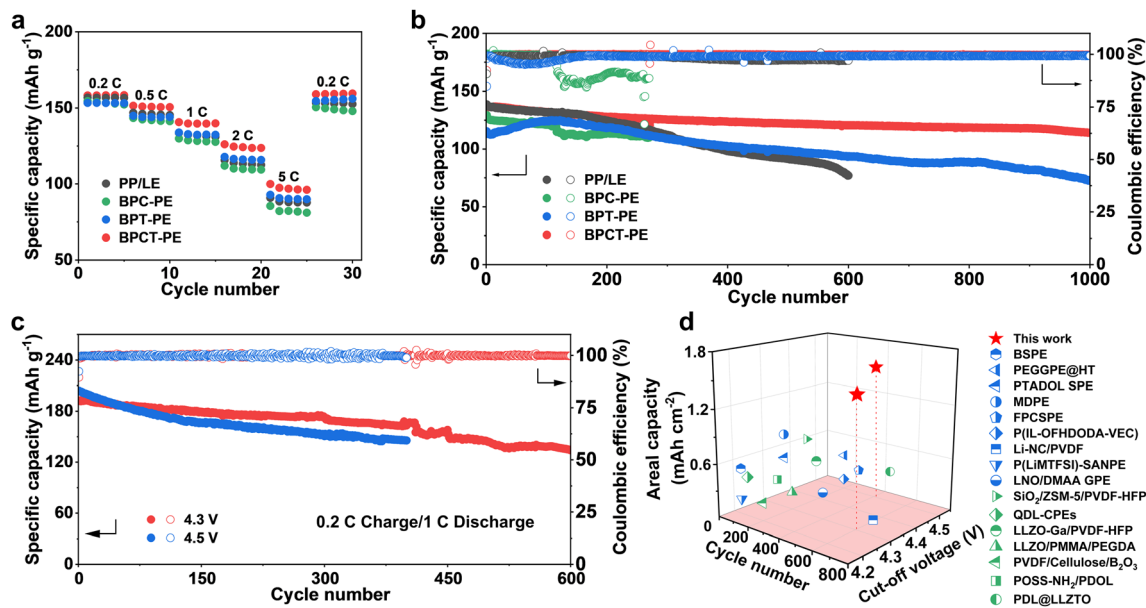 a
Specific capacity (mAh g⁻¹)
200
150
100
50
0.2 C
0.5 C
1 C
2 C
5 C
0.2 C
PP/LE
BPC-PE
BPT-PE
BPCT-PE
0
10
20
30
Cycle number
b
Specific capacity (mAh g⁻¹)
200
150
100
50
0
PP/LE
BPC-PE
BPT-PE
BPCT-PE
0
200
400
600
800
1000
Cycle number
100
75
50
25
0
Coulombic efficiency (%)
c
Specific capacity (mAh g⁻¹)
240
180
120
60
0
4.3 V
4.5 V
0.2 C Charge/1 C Discharge
0
150
300
450
600
Cycle number
100
75
50
25
0
Coulombic efficiency (%)
d
Areal capacity
(mAh cm⁻²)
1.8
1.2
0.6
0
200
400
600
800
Cycle number
4.2
4.3
4.4
4.5
Cut-off voltage (V)
This work
BSPE
PEGGPE@HT
PTADOL SPE
MDPE
FPCSPE
P(IL-OFHDODA-VEC)
Li-NC/PVDF
P(LiMTFSI)-SANPE
LNO/DMAA GPE
SiO₂/ZSM-5/PVDF-HFP
QDL-CPEs
LLZO-Ga/PVDF-HFP
LLZO/PMMA/PEGDA
PVDF/Cellulose/B₂O₃
POSS-NH₂/PDOL
PDL@LLZTO